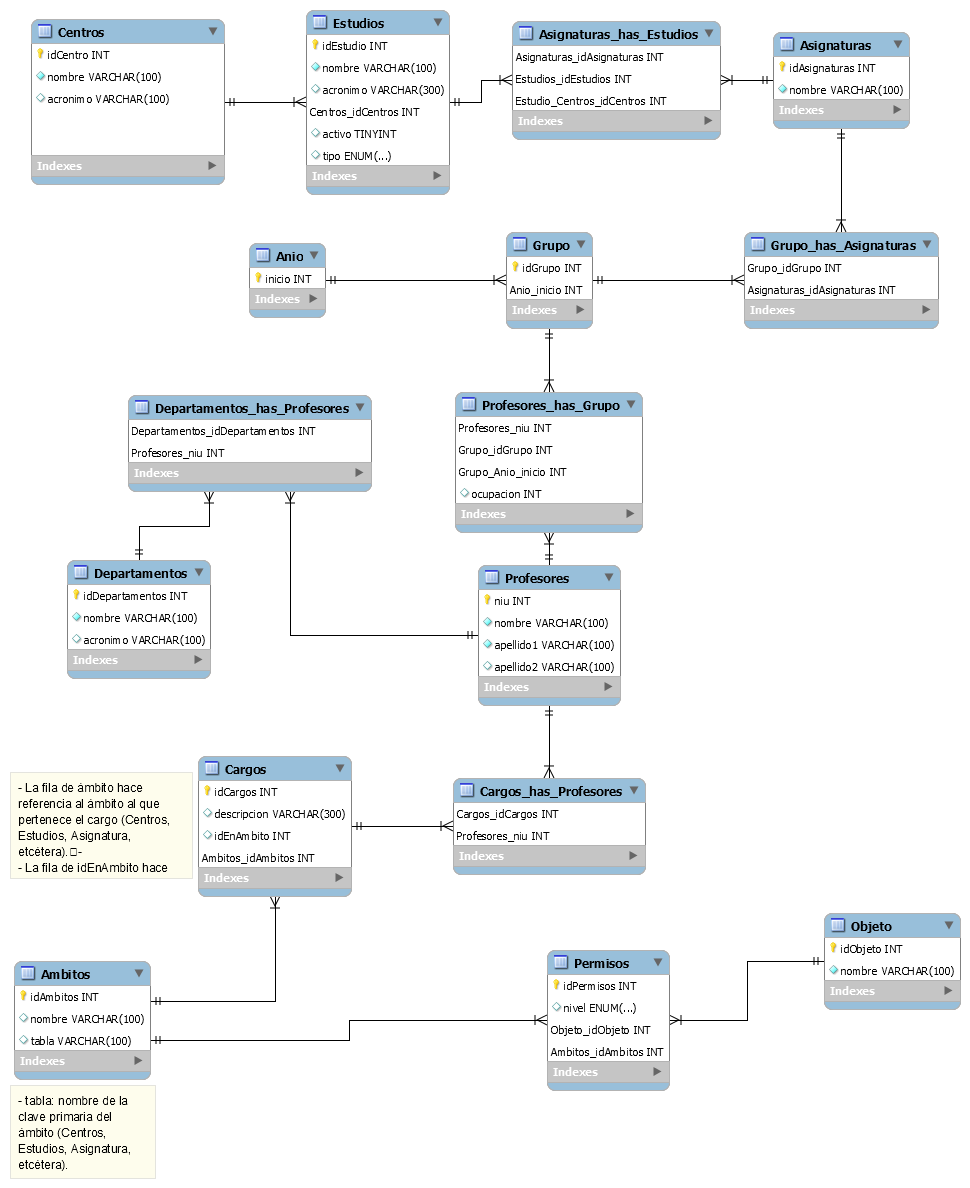 Centros
idCentro INT
nombre VARCHAR(100)
acronimo VARCHAR(100)
Indexes
Estudios
idEstudio INT
nombre VARCHAR(100)
acronimo VARCHAR(300)
Centros_idCentros INT
activo TINYINT
tipo ENUM(...)
Indexes
Asignaturas_has_Estudios
Asignaturas_idAsignaturas INT
Estudios_idEstudios INT
Estudio_Centros_idCentros INT
Indexes
Asignaturas
idAsignaturas INT
nombre VARCHAR(100)
Indexes
Anio
inicio INT
Indexes
Grupo
idGrupo INT
Anio_inicio INT
Indexes
Grupo_has_Asignaturas
Grupo_idGrupo INT
Asignaturas_idAsignaturas INT
Indexes
Departamentos_has_Profesores
Departamentos_idDepartamentos INT
Profesores_niu INT
Indexes
Profesores_has_Grupo
Profesores_niu INT
Grupo_idGrupo INT
Grupo_Anio_inicio INT
ocupacion INT
Indexes
Departamentos
idDepartamentos INT
nombre VARCHAR(100)
acronimo VARCHAR(100)
Indexes
Profesores
niu INT
nombre VARCHAR(100)
apellido1 VARCHAR(100)
apellido2 VARCHAR(100)
Indexes
- La fila de ámbito hace
referencia al ámbito al que
pertenece el cargo (Centros,
Estudios, Asignatura,
etcétera). □-
- La fila de idEnAmbito hace
Cargos
idCargos INT
descripcion VARCHAR(300)
idEnAmbito INT
Ambitos_idAmbitos INT
Indexes
Cargos_has_Profesores
Cargos_idCargos INT
Profesores_niu INT
Indexes
Ambitos
idAmbitos INT
nombre VARCHAR(100)
tabla VARCHAR(100)
Indexes
Permisos
idPermisos INT
nivel ENUM(...)
Objeto_idObjeto INT
Ambitos_idAmbitos INT
Indexes
Objeto
idObjeto INT
nombre VARCHAR(100)
Indexes
- tabla: nombre de la
clave primaria del
ámbito (Centros,
Estudios, Asignatura,
etcétera).